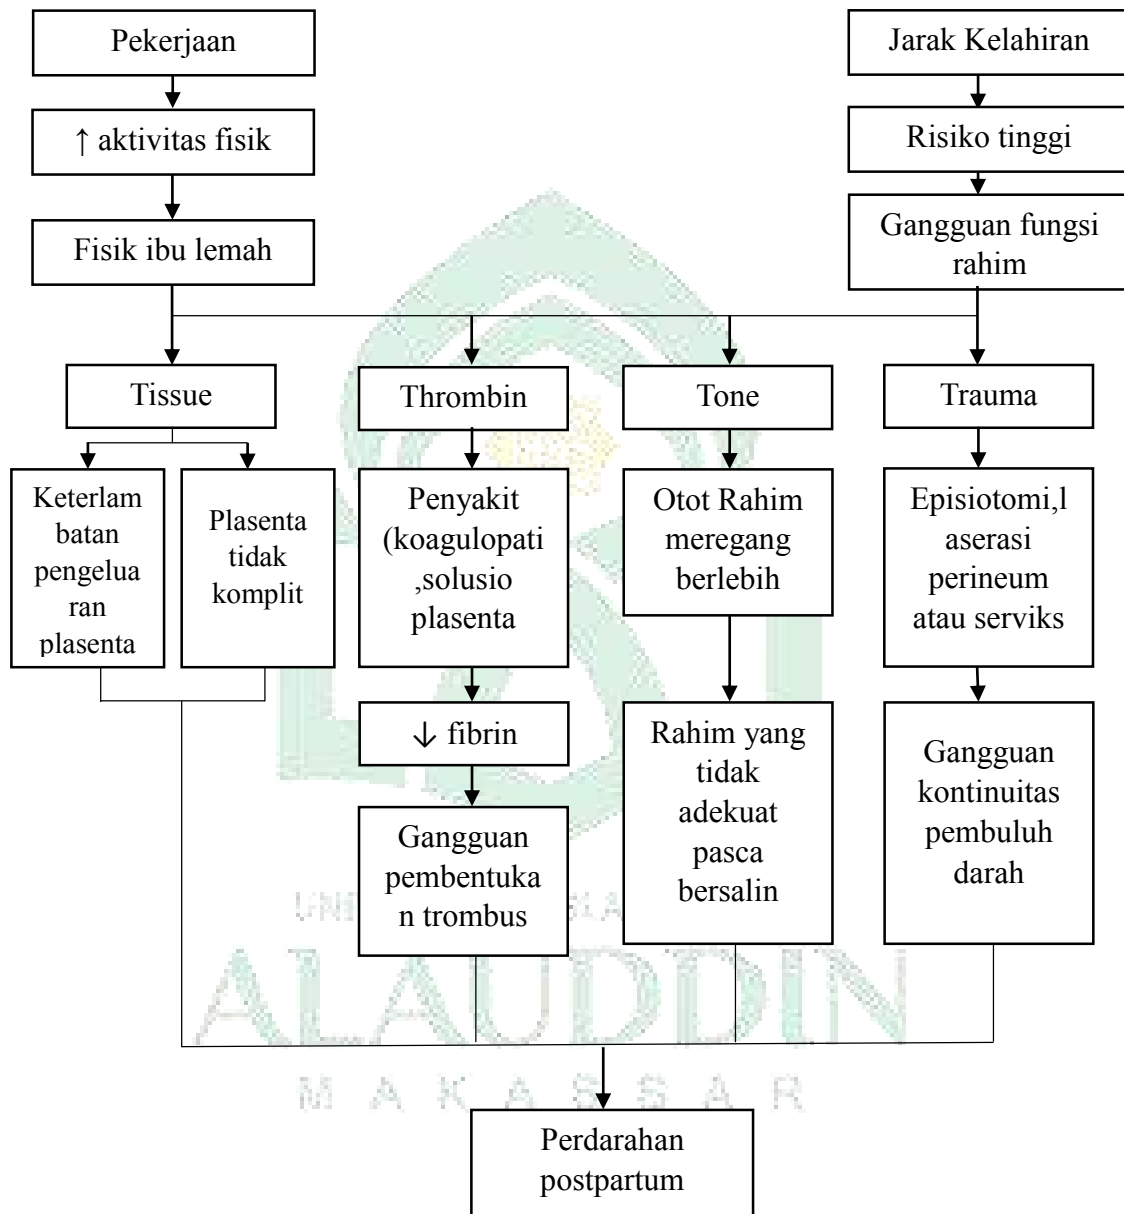 Pekerjaan
Jarak Kelahiran
↑ aktivitas fisik
Risiko tinggi
Fisik ibu lemah
Gangguan fungsi
rahim
Tissue
Thrombin
Tone
Trauma
Keterlam
batan
pengelua
ran
plasenta
Plasenta
tidak
komplit
Penyakit
(koagulopati
,solusio
plasenta
Otot Rahim
meregang
berlebih
Episiotomi,l
aserasi
perineum
atau serviks
↓ fibrin
Rahim yang
tidak
adekuat
pasca
bersalin
Gangguan
kontinuitas
pembuluh
darah
Gangguan
pembentuka
n trombus
ALAUDDIN
MAKASSAR
Perdarahan
postpartum